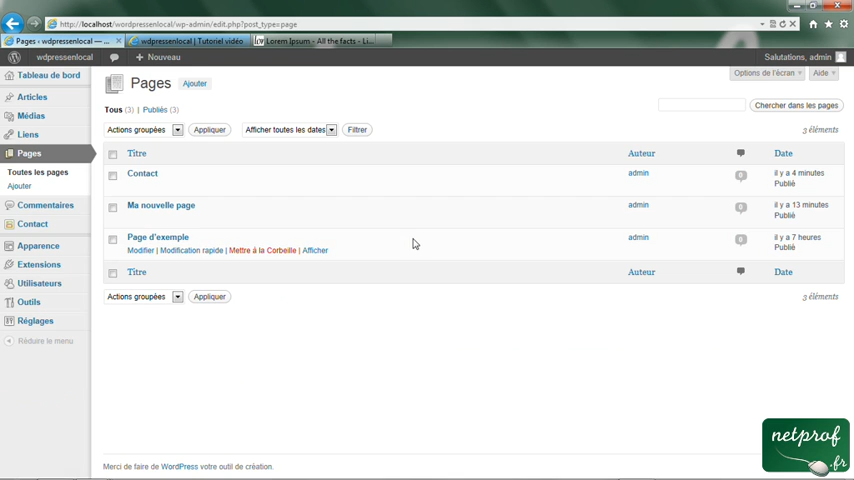 http://localhost/wordpressenlocal/wp-admin/edit.php?post_type=page
Pages ‹ wdpressenlocal — ...
wdpressenlocal | Tutoriel vidéo
Lorem Ipsum - All the facts - Li...
wdpressenlocal
+ Nouveau
Salutations, admin
Tableau de bord
Articles
Médias
Liens
Pages
Toutes les pages
Ajouter
Commentaires
Contact
Apparence
Extensions
Utilisateurs
Outils
Réglages
Réduire le menu
Options de l'écran
Aide
Pages
Ajouter
Tous (3) | Publiés (3)
Chercher dans les pages
Actions groupées
Appliquer
Afficher toutes les dates
Filtrer
3 éléments
Titre
Auteur
Date
Contact
admin
0
il y a 4 minutes
Publié
Ma nouvelle page
admin
0
il y a 13 minutes
Publié
Page d'exemple
admin
0
il y a 7 heures
Publié
Modifier | Modification rapide | Mettre à la Corbeille | Afficher
Titre
Auteur
Date
Actions groupées
Appliquer
3 éléments
Merci de faire de WordPress votre outil de création.
netprof
.fr